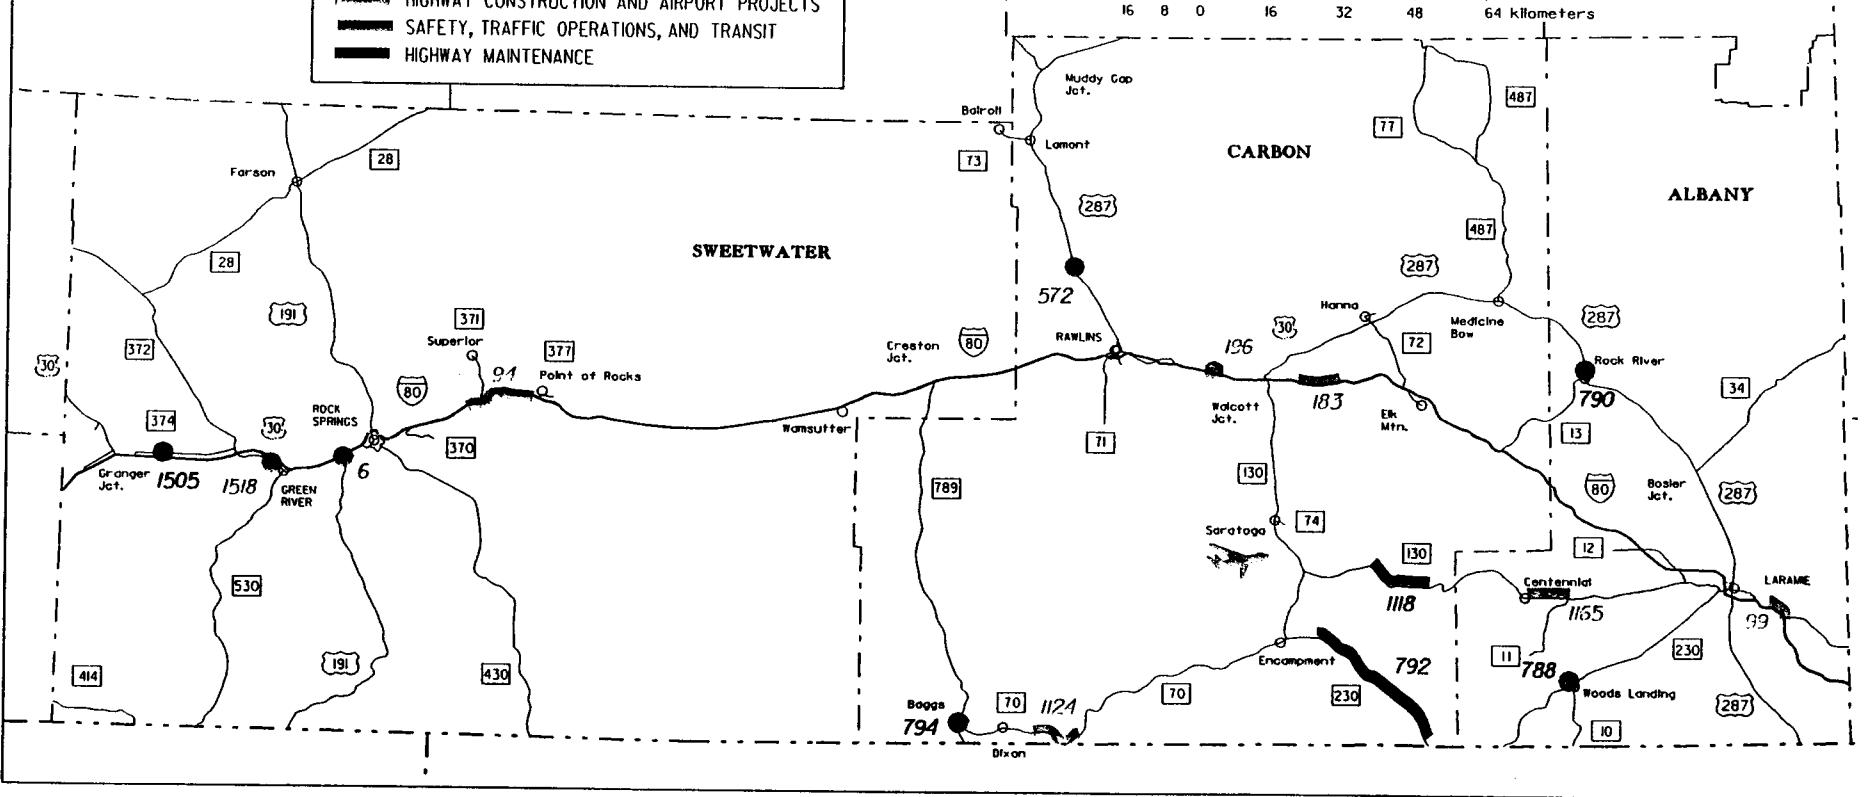 HIGHWAY CONSTRUCTION AND AIRPORT PROJECTS
SAFETY, TRAFFIC OPERATIONS, AND TRANSIT
HIGHWAY MAINTENANCE
16 8 0 16 32 48 64 kilometers
Muddy Gap
Jct.
Bairoil
Lamont
73
77
487
CARBON
ALBANY
Farson
28
287
487
SWEETWATER
28
191
572
287
Hanna
Medicine
Bow
287
371
Superior
372
30
377
94
Point of Rocks
80
Creston
Jct.
80
RAWLINS
196
30
72
Rock River
790
34
ROCK
SPRINGS
374
30
370
Wamsutter
71
Walcott
Jct.
183
Elk
Mtn.
13
Granger
Jct.
1505
1518
GREEN
RIVER
6
789
130
80
Bosler
Jct.
287
Saratoga
74
130
12
530
1118
Centennial
1165
LARAMIE
99
414
191
430
Encampment
792
230
11
788
Woods Landing
230
287
Baggs
794
70
1124
70
10
Dixon